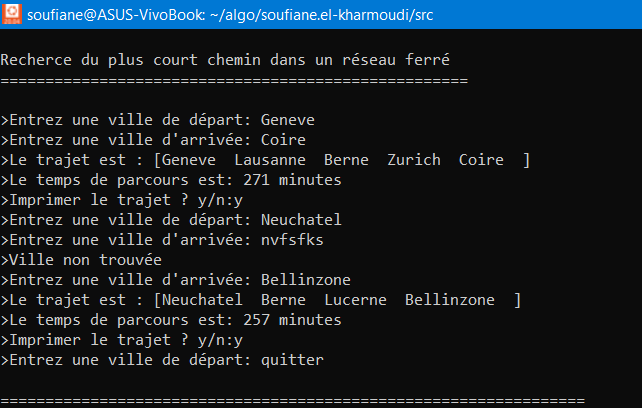 soufiane@ASUS-VivoBook: ~/algo/soufiane.el-kharmoudi/src
Recherce du plus court chemin dans un réseau ferré
====================================================
>Entrez une ville de départ: Geneve
>Entrez une ville d'arrivée: Coire
>Le trajet est : [Geneve  Lausanne  Berne  Zurich  Coire  ]
>Le temps de parcours est: 271 minutes
>Imprimer le trajet ? y/n:y
>Entrez une ville de départ: Neuchatel
>Entrez une ville d'arrivée: nvfsfks
>Ville non trouvée
>Entrez une ville d'arrivée: Bellinzone
>Le trajet est : [Neuchatel  Berne  Lucerne  Bellinzone  ]
>Le temps de parcours est: 257 minutes
>Imprimer le trajet ? y/n:y
>Entrez une ville de départ: quitter
=================================================================